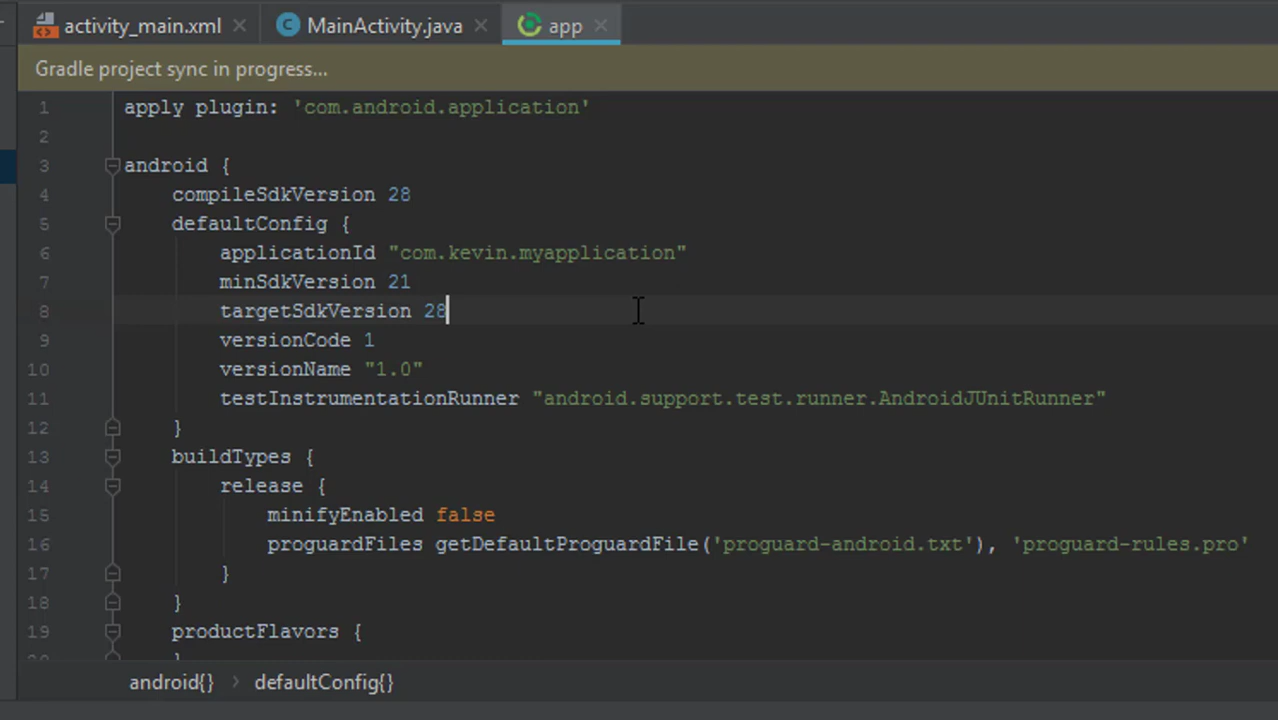 activity_main.xml MainActivity.java app
Gradle project sync in progress...
1 apply plugin: 'com.android.application'
2
3 android {
4 compileSdkVersion 28
5 defaultConfig {
6 applicationId "com.kevin.myapplication"
7 minSdkVersion 21
8 targetSdkVersion 28
9 versionCode 1
10 versionName "1.0"
11 testInstrumentationRunner "android.support.test.runner.AndroidJUnitRunner"
12 }
13 buildTypes {
14 release {
15 minifyEnabled false
16 proguardFiles getDefaultProguardFile('proguard-android.txt'), 'proguard-rules.pro'
17 }
18 }
19 productFlavors {
android{} › defaultConfig{}